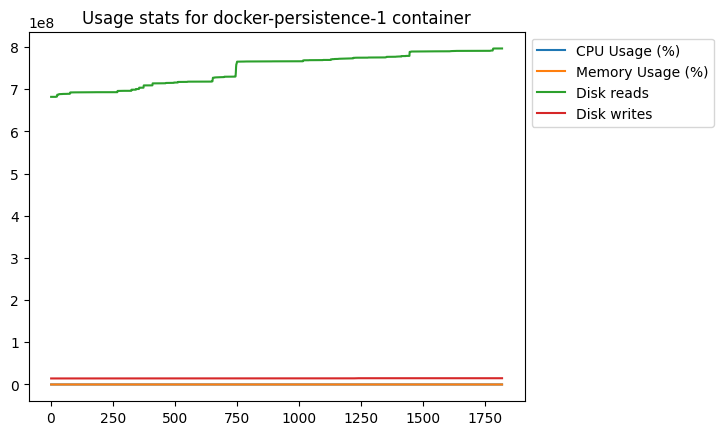 Usage stats for docker-persistence-1 container
1e8
8
7
6
5
4
3
2
1
0
0 250 500 750 1000 1250 1500 1750
CPU Usage (%)
Memory Usage (%)
Disk reads
Disk writes